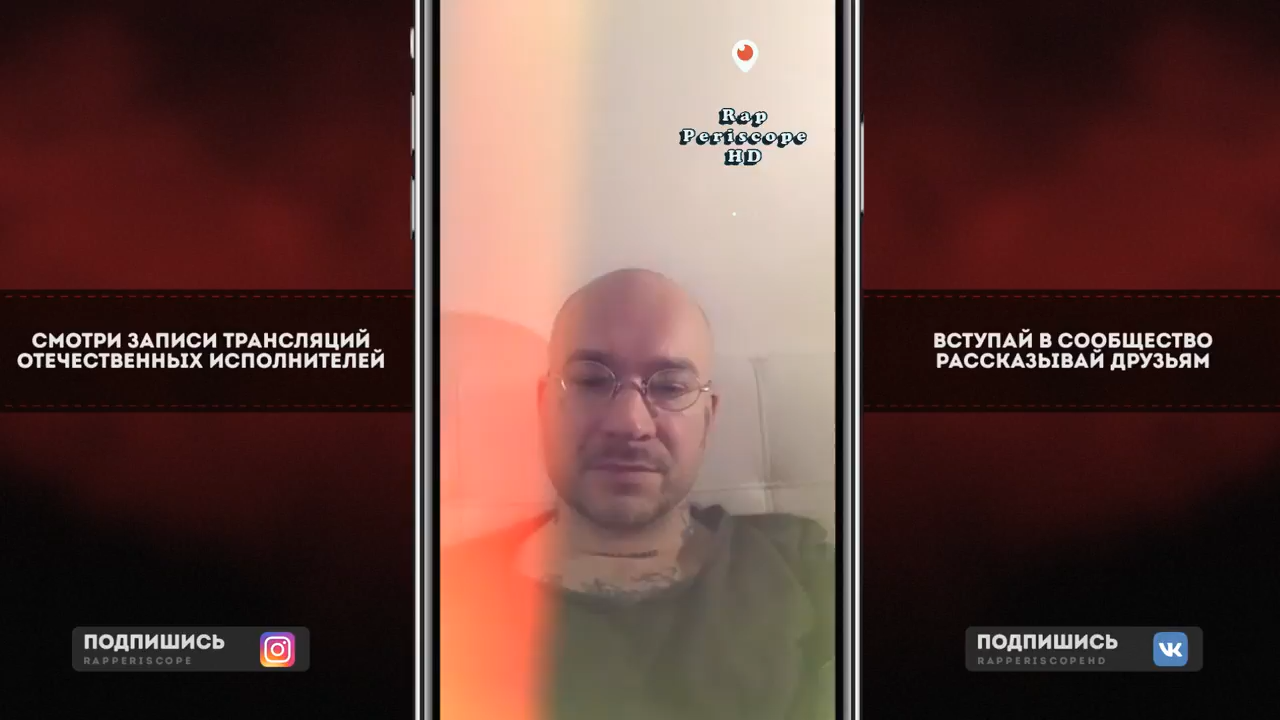 Rap
Periscope
HD
СМОТРИ ЗАПИСИ ТРАНСЛЯЦИЙ
ОТЕЧЕСТВЕННЫХ ИСПОЛНИТЕЛЕЙ
ВСТУПАЙ В СООБЩЕСТВО
РАССКАЗЫВАЙ ДРУЗЬЯМ
ПОДПИШИСЬ
RAPPERISCOPE
ПОДПИШИСЬ
RAPPERISCOPEHD